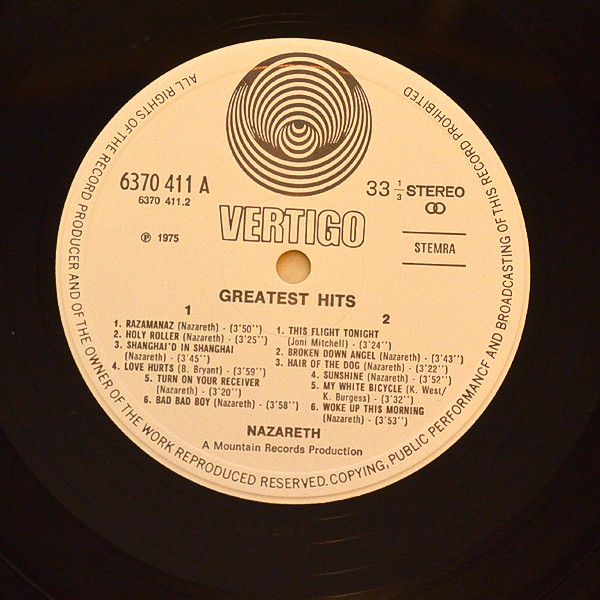 ALL RIGHTS OF THE RECORD PRODUCER AND OF THE OWNER OF THE WORK REPRODUCED RESERVED. COPYING, PUBLIC PERFORMANCE AND BROADCASTING OF THIS RECORD PROHIBITED
6370 411 A
6370 411.2
33 1/3 STEREO
VERTIGO
℗ 1975
STEMRA
GREATEST HITS
1
1. RAZAMANAZ (Nazareth) - (3'50'')
2. HOLY ROLLER (Nazareth) - (3'25'')
3. SHANGHAI'D IN SHANGHAI
(Nazareth) - (3'45'')
4. LOVE HURTS (B. Bryant) - (3'59'')
5. TURN ON YOUR RECEIVER
(Nazareth) - (3'20'')
6. BAD BAD BOY (Nazareth) - (3'58'')
2
1. THIS FLIGHT TONIGHT
(Joni Mitchell) - (3'24'')
2. BROKEN DOWN ANGEL (Nazareth) - (3'43'')
3. HAIR OF THE DOG (Nazareth) - (3'22'')
4. SUNSHINE (Nazareth) - (3'52'')
5. MY WHITE BICYCLE (K. West/
K. Burgess) - (3'32'')
6. WOKE UP THIS MORNING
(Nazareth) - (3'53'')
NAZARETH
A Mountain Records Production